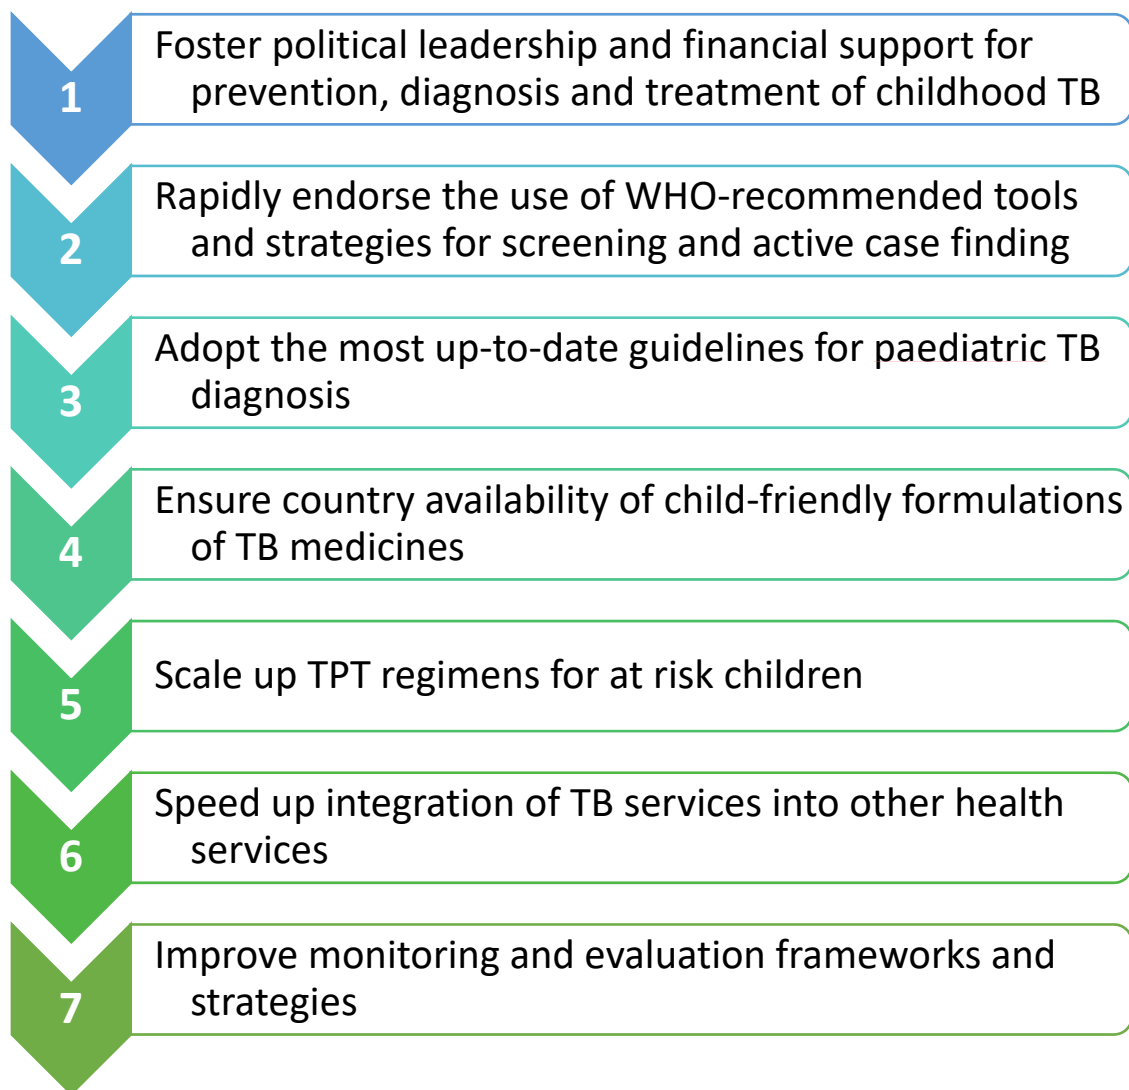 1
Foster political leadership and financial support for
prevention, diagnosis and treatment of childhood TB
2
Rapidly endorse the use of WHO-recommended tools
and strategies for screening and active case finding
3
Adopt the most up-to-date guidelines for paediatric TB
diagnosis
4
Ensure country availability of child-friendly formulations
of TB medicines
5
Scale up TPT regimens for at risk children
6
Speed up integration of TB services into other health
services
7
Improve monitoring and evaluation frameworks and
strategies